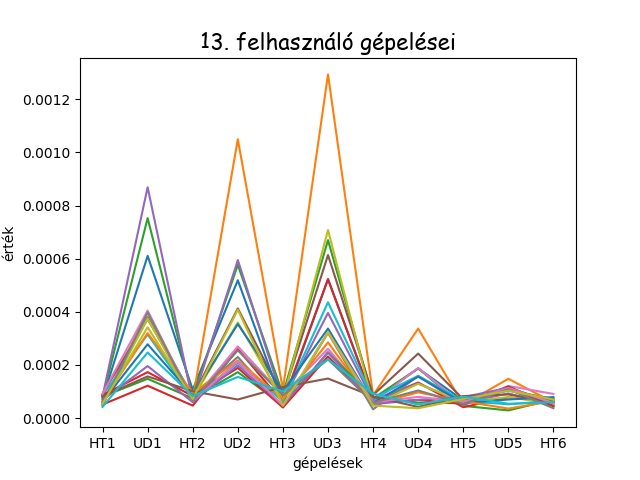 13. felhasználó gépelései
érték
0.0012
0.0010
0.0008
0.0006
0.0004
0.0002
0.0000
HT1 UD1 HT2 UD2 HT3 UD3 HT4 UD4 HT5 UD5 HT6
gépelések